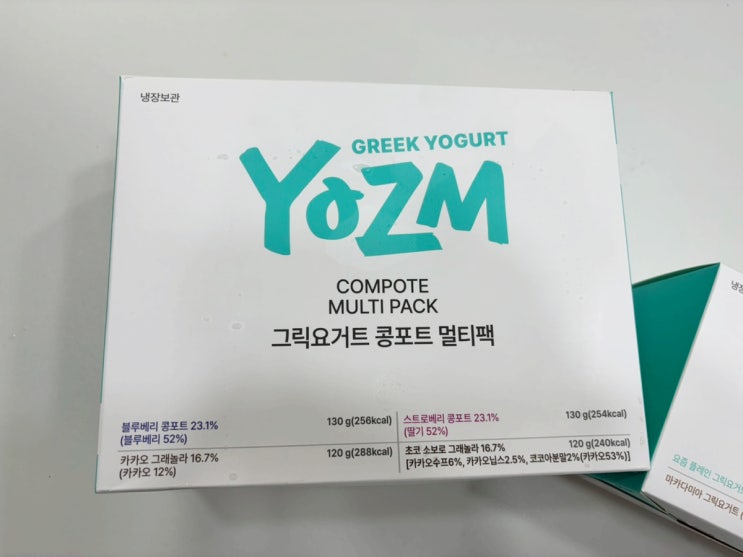 냉장보관
GREEK YOGURT
YOZM
COMPOTE
MULTI PACK
그릭요거트 콩포트 멀티팩
블루베리 콩포트 23.1% 130 g(256kcal)
(블루베리 52%)
스트로베리 콩포트 23.1% 130 g(254kcal)
(딸기 52%)
카카오 그래놀라 16.7% 120 g(288kcal)
(카카오 12%)
초코 소보로 그래놀라 16.7% 120 g(240kcal)
[카카오수프6%, 카카오닙스2.5%, 코코아분말2%(카카오53%)]
요즘 플레인 그릭요거트
마카다미아 그릭요거트 (